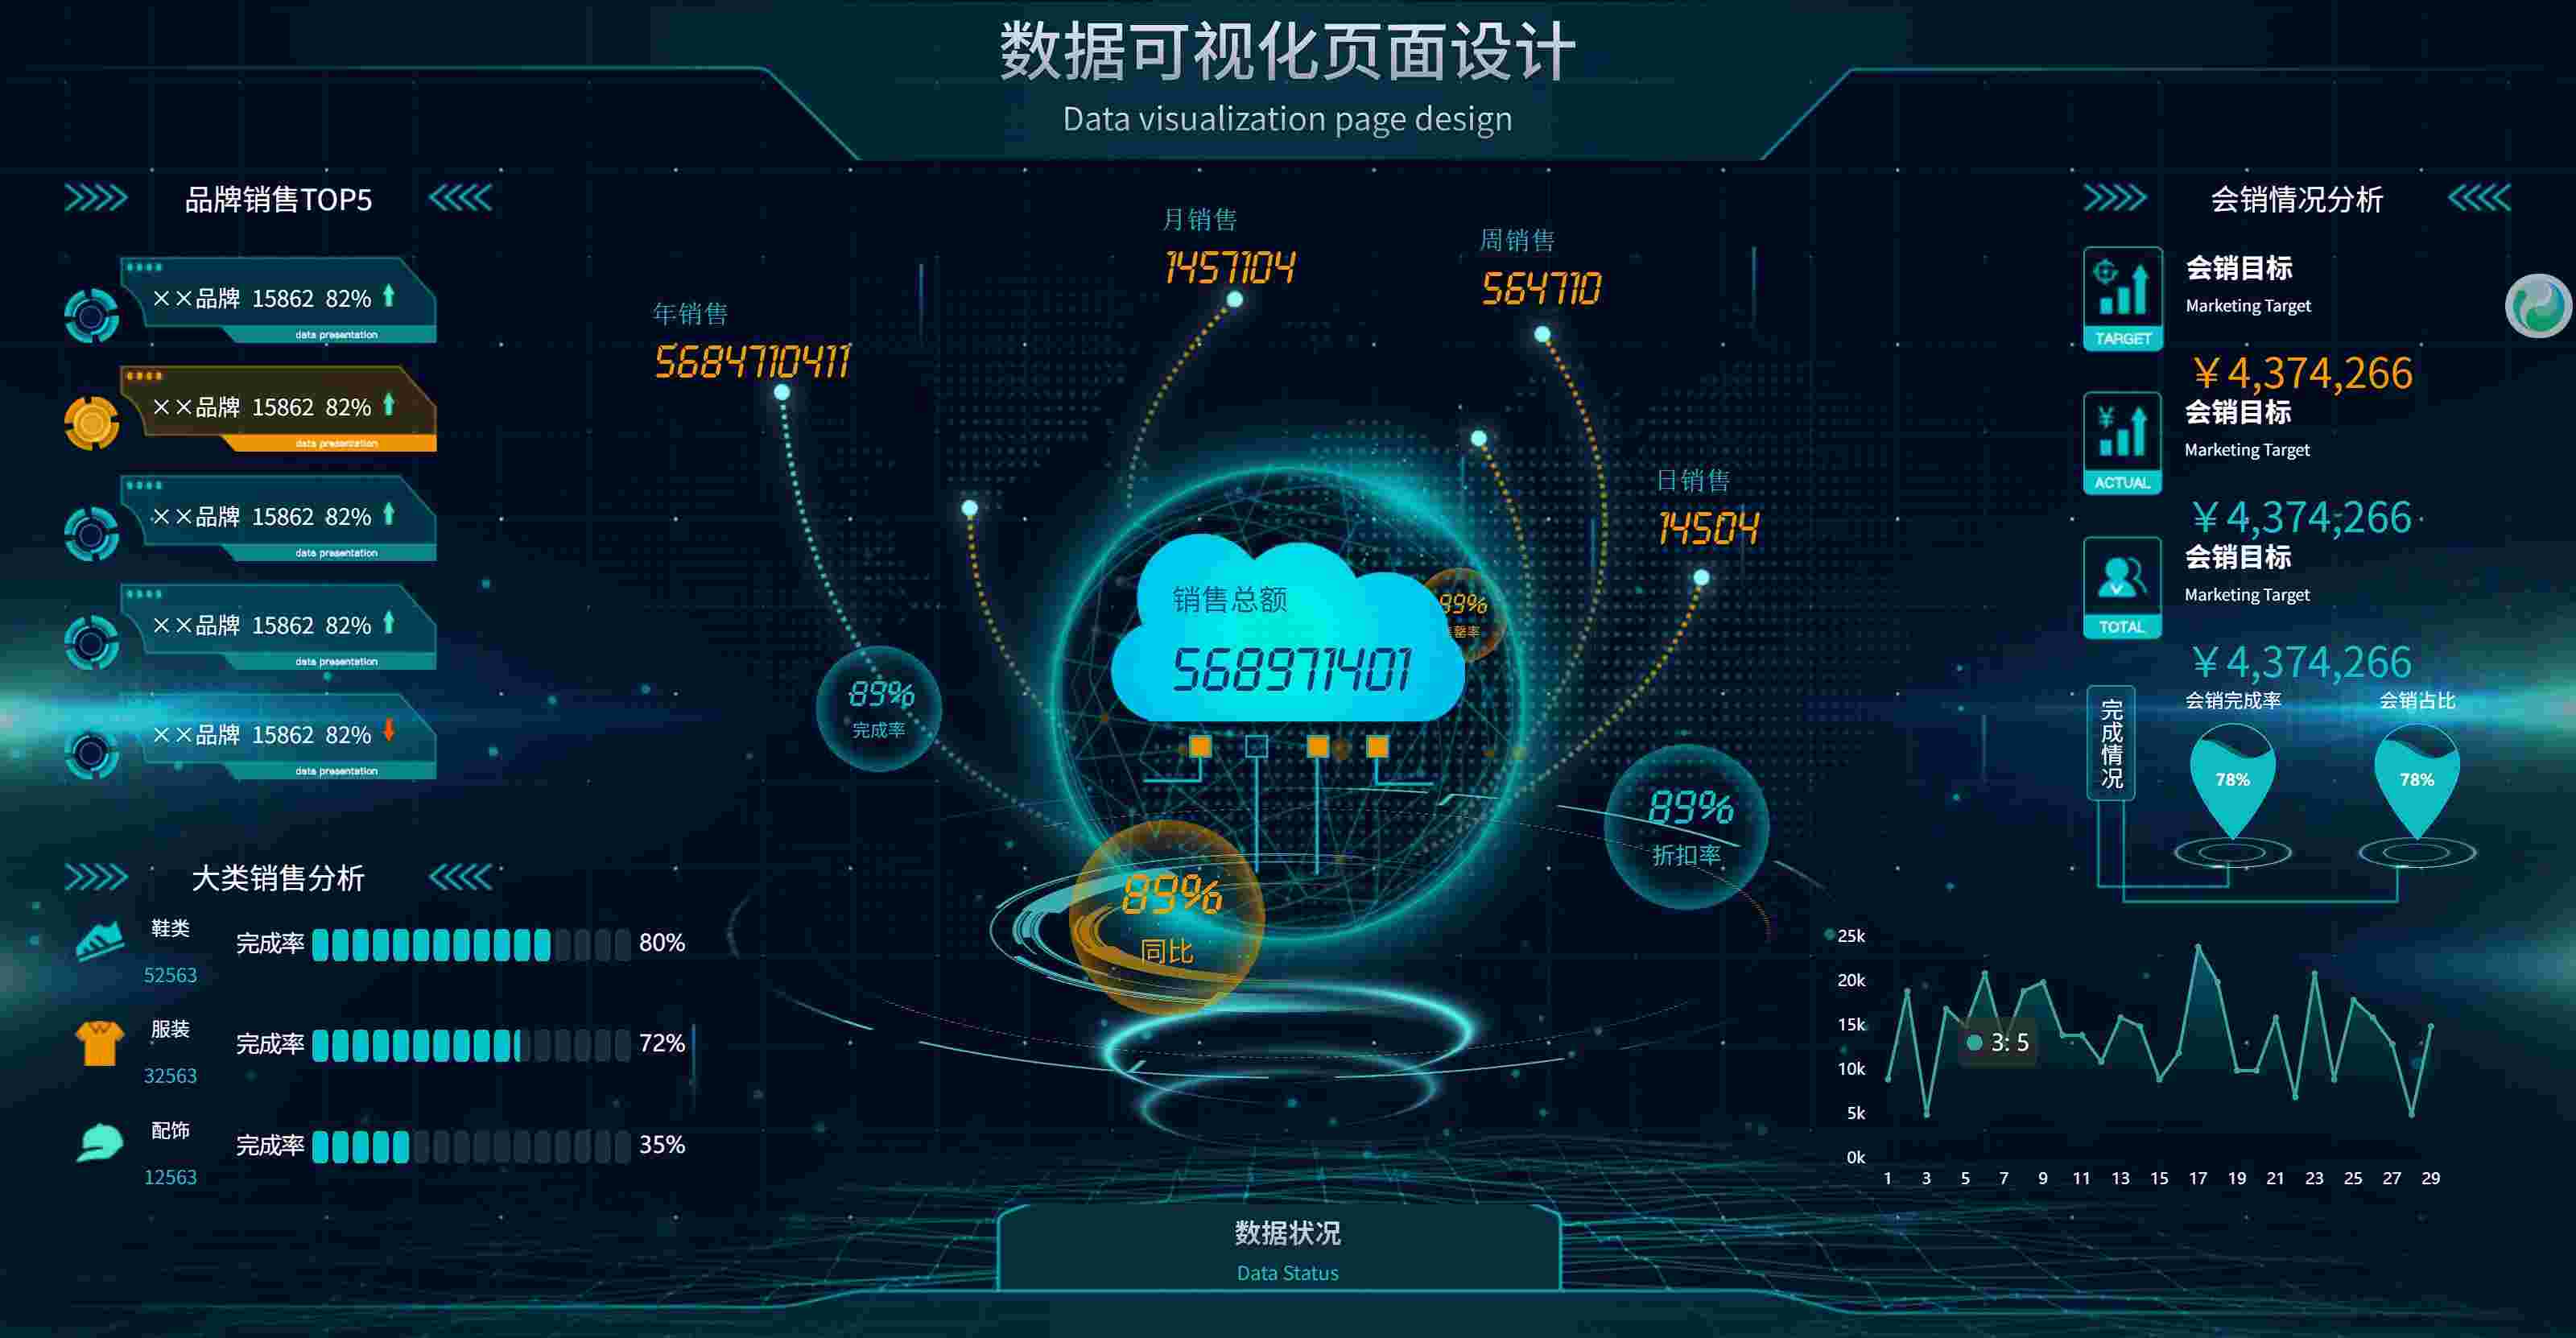 数据可视化页面设计
Data visualization page design
品牌销售TOP5
××品牌 15862 82%
data presentation
××品牌 15862 82%
data presentation
××品牌 15862 82%
data presentation
××品牌 15862 82%
data presentation
××品牌 15862 82%
data presentation
大类销售分析
鞋类
52563
完成率
80%
服装
32563
完成率
72%
配饰
12563
完成率
35%
年销售
5684710411
月销售
1457104
周销售
564710
日销售
14504
销售总额
568971401
89%
售罄率
89%
完成率
89%
折扣率
89%
同比
会销情况分析
TARGET
会销目标
Marketing Target
￥4,374,266
ACTUAL
会销目标
Marketing Target
￥4,374,266
TOTAL
会销目标
Marketing Target
￥4,374,266
完成情况
会销完成率
78%
会销占比
78%
25k
20k
15k
10k
5k
0k
3: 5
1 3 5 7 9 11 13 15 17 19 21 23 25 27 29
数据状况
Data Status